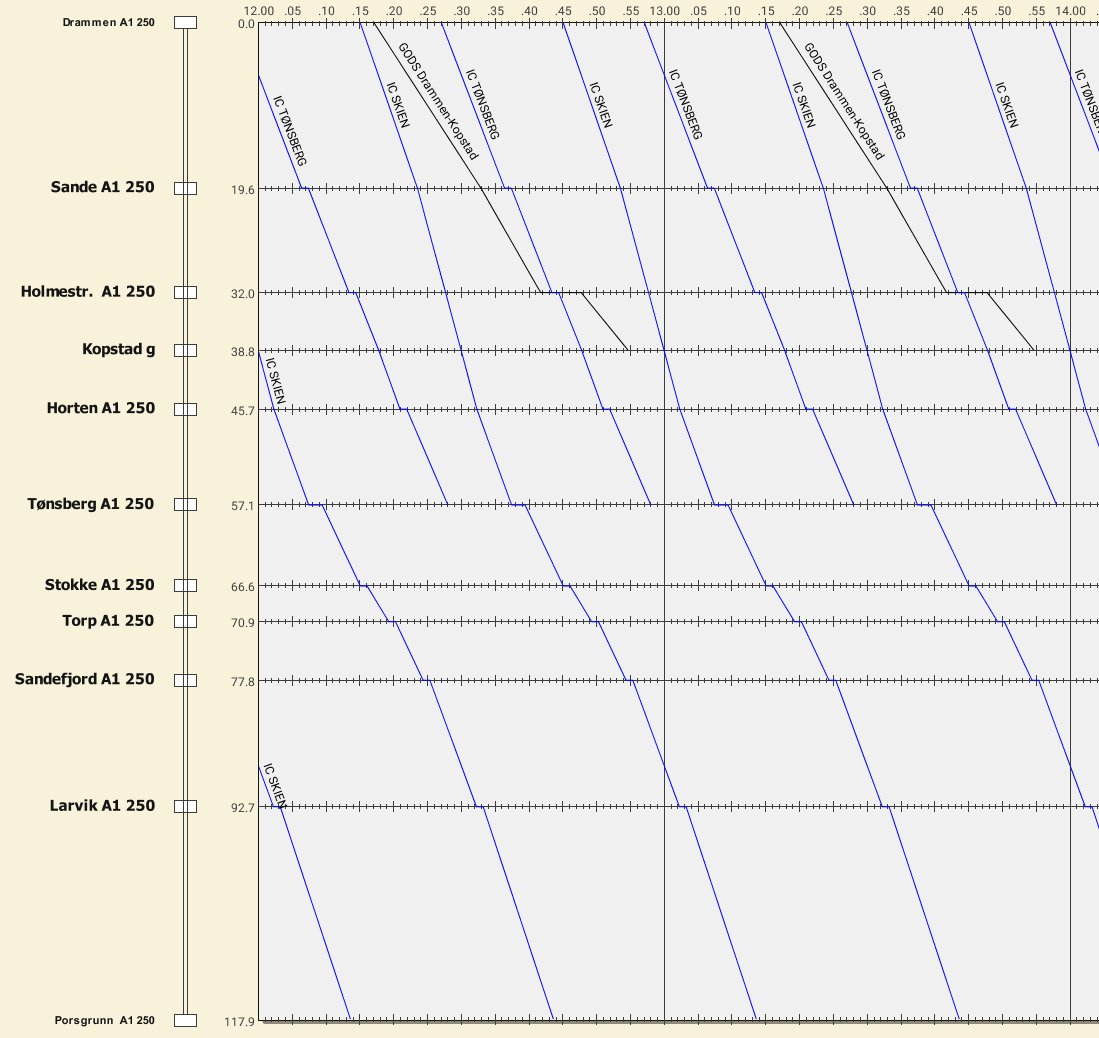 12.00 .05 .10 .15 .20 .25 .30 .35 .40 .45 .50 .55 13.00 .05 .10 .15 .20 .25 .30 .35 .40 .45 .50 .55 14.00
Drammen A1 250 0.0
IC TØNSBERG
IC SKIEN
GODS Drammen-Kopstad
IC TØNSBERG
IC SKIEN
IC TØNSBERG
IC SKIEN
GODS Drammen-Kopstad
IC TØNSBERG
IC SKIEN
IC TØNSBERG
Sande A1 250 19.6
Holmestr. A1 250 32.0
Kopstad g 38.8
IC SKIEN
Horten A1 250 45.7
Tønsberg A1 250 57.1
Stokke A1 250 66.6
Torp A1 250 70.9
Sandefjord A1 250 77.8
IC SKIEN
Larvik A1 250 92.7
Porsgrunn A1 250 117.9